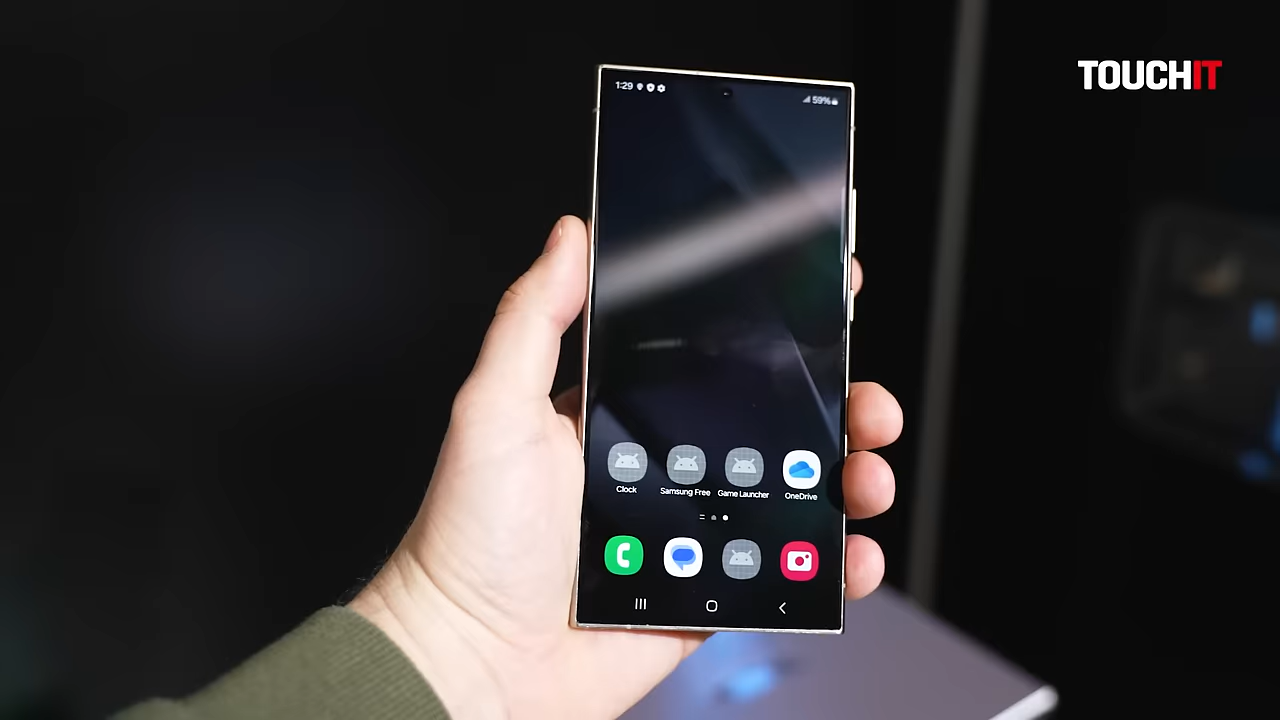 TOUCHIT
1:29
59%
Clock
Samsung Free
Game Launcher
OneDrive